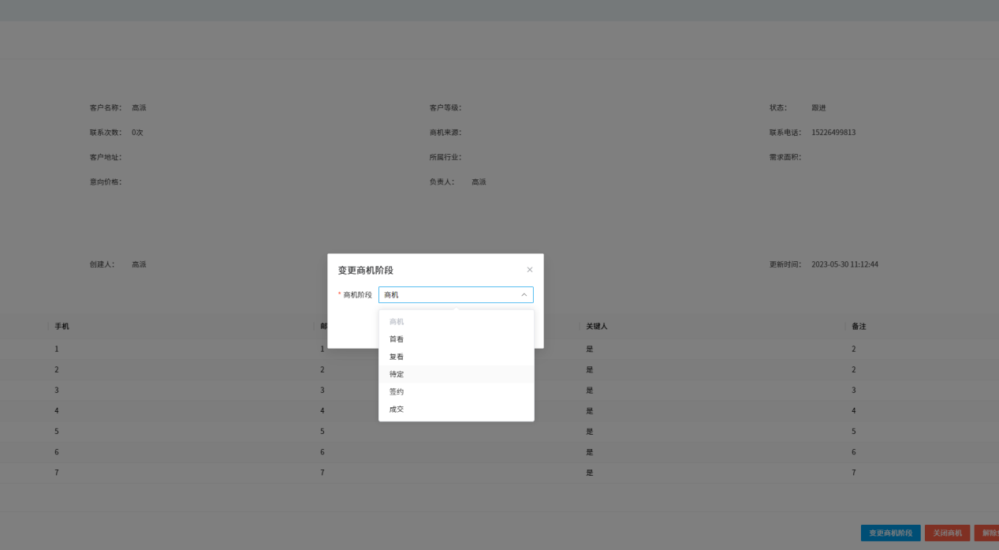 客户名称： 高派 客户等级： 状态： 跟进
联系次数： 0次 商机来源： 联系电话： 15226499813
客户地址： 所属行业： 需求面积：
意向价格： 负责人： 高派
创建人： 高派 更新时间： 2023-05-30 11:12:44
变更商机阶段
* 商机阶段 商机
商机
首看
复看
待定
签约
成交
手机 邮 关键人 备注
1 1 是 2
2 2 是 2
3 3 是 3
4 4 是 4
5 5 是 5
6 6 是 6
7 7 是 7
变更商机阶段 关闭商机 解除